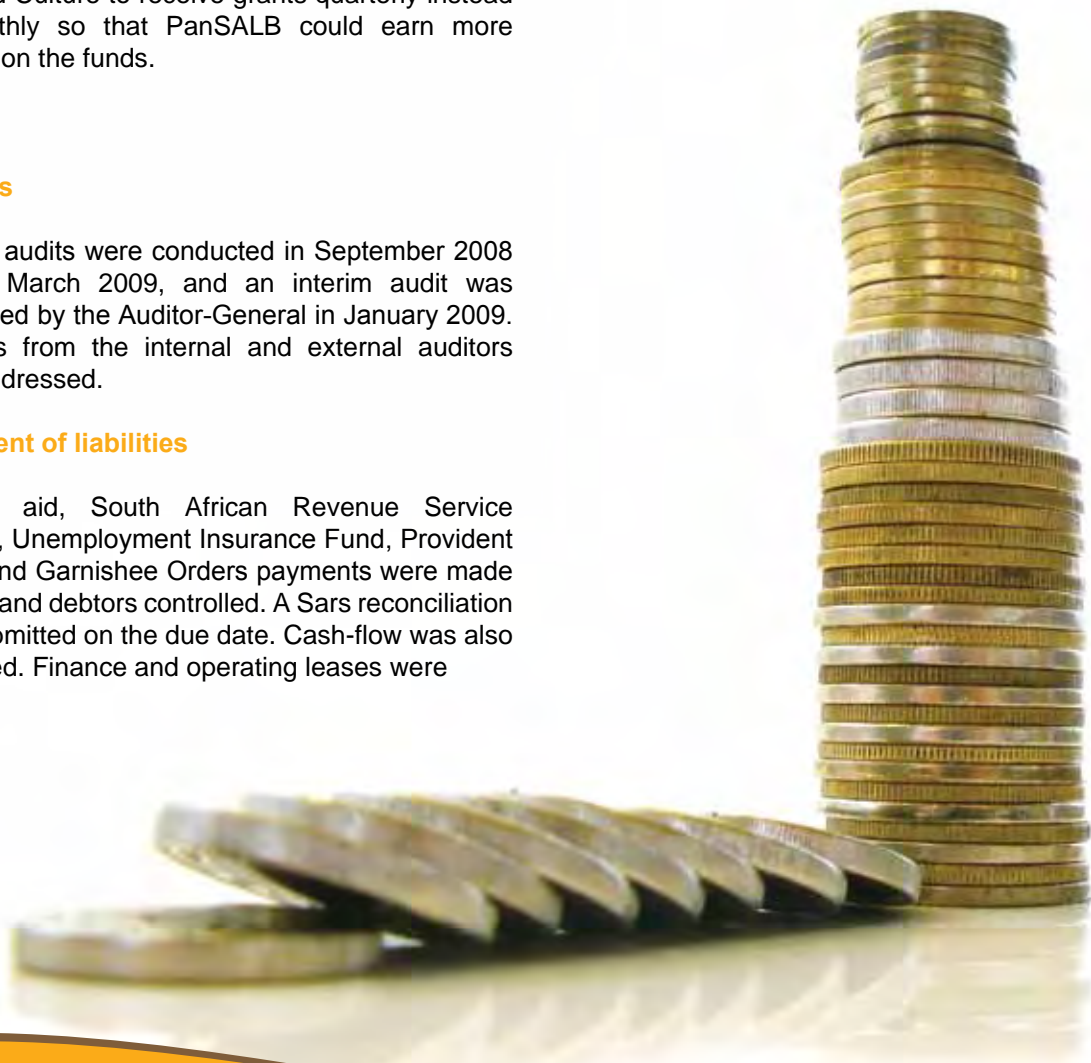 Culture to receive grants quarterly instead
thly so that PanSALB could earn more
on the funds.
s
audits were conducted in September 2008
March 2009, and an interim audit was
ed by the Auditor-General in January 2009.
s from the internal and external auditors
dressed.
ent of liabilities
aid, South African Revenue Service
, Unemployment Insurance Fund, Provident
nd Garnishee Orders payments were made
and debtors controlled. A Sars reconciliation
omitted on the due date. Cash-flow was also
ed. Finance and operating leases were